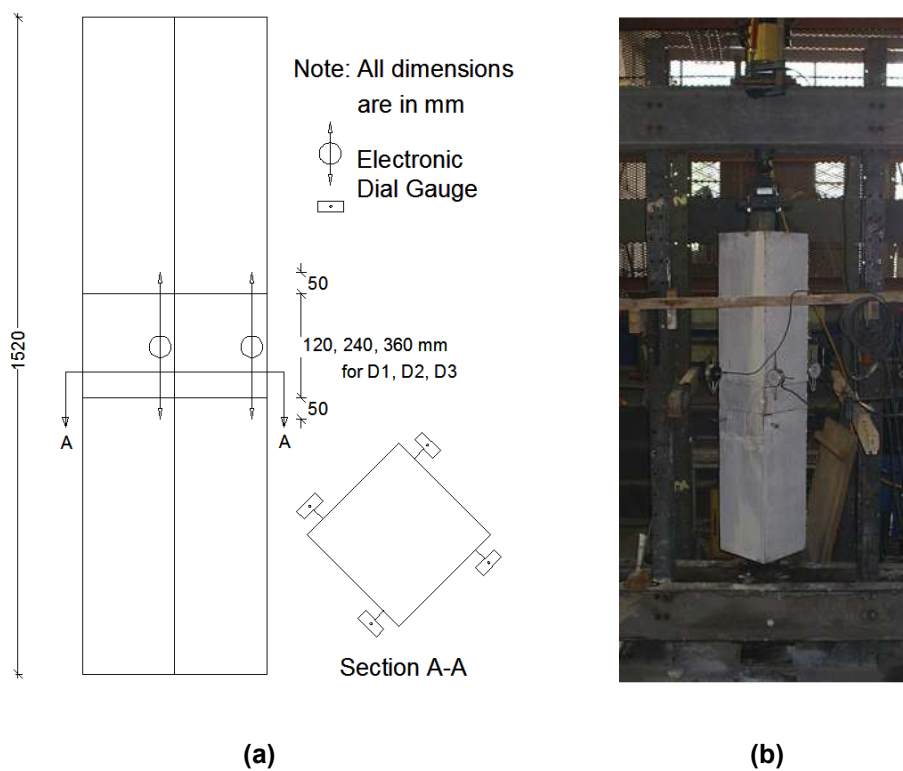 Note: All dimensions
are in mm
Electronic
Dial Gauge
50
1520
120, 240, 360 mm
for D1, D2, D3
50
A
A
Section A-A
(a)
(b)